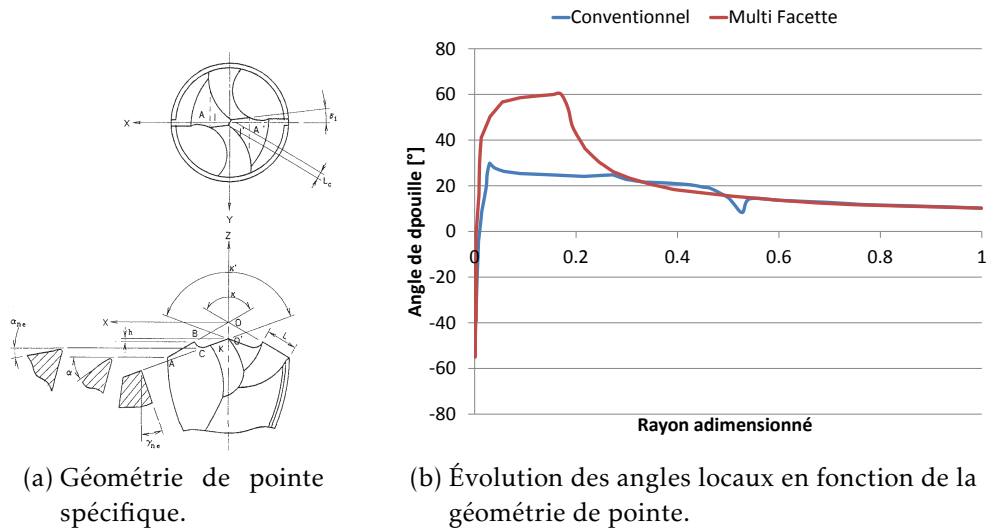 Conventionnel Multi Facette
80
60
40
20
0
-20
-40
-60
-80
0 0.2 0.4 0.6 0.8 1
Angle de dpouille [°]
Rayon adimensionné
X
A
A'
Y
Z
κ'
κ
X
D
h
B
L
O'
C
K
A
α
(a) Géométrie de pointe
spécifique.
(b) Évolution des angles locaux en fonction de la
géométrie de pointe.